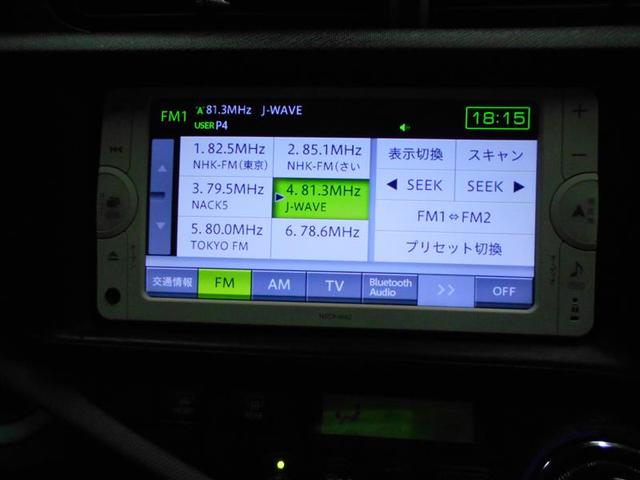 FM1 A 81.3MHz J-WAVE
USER P4
18:15
1. 82.5MHz
NHK-FM(東京)
2. 85.1MHz
NHK-FM(さい
3. 79.5MHz
NACK5
4. 81.3MHz
J-WAVE
5. 80.0MHz
TOKYO FM
6. 78.6MHz
表示切換 スキャン
◀ SEEK SEEK ▶
FM1⇔FM2
プリセット切換
交通情報 FM AM TV Bluetooth Audio >> OFF